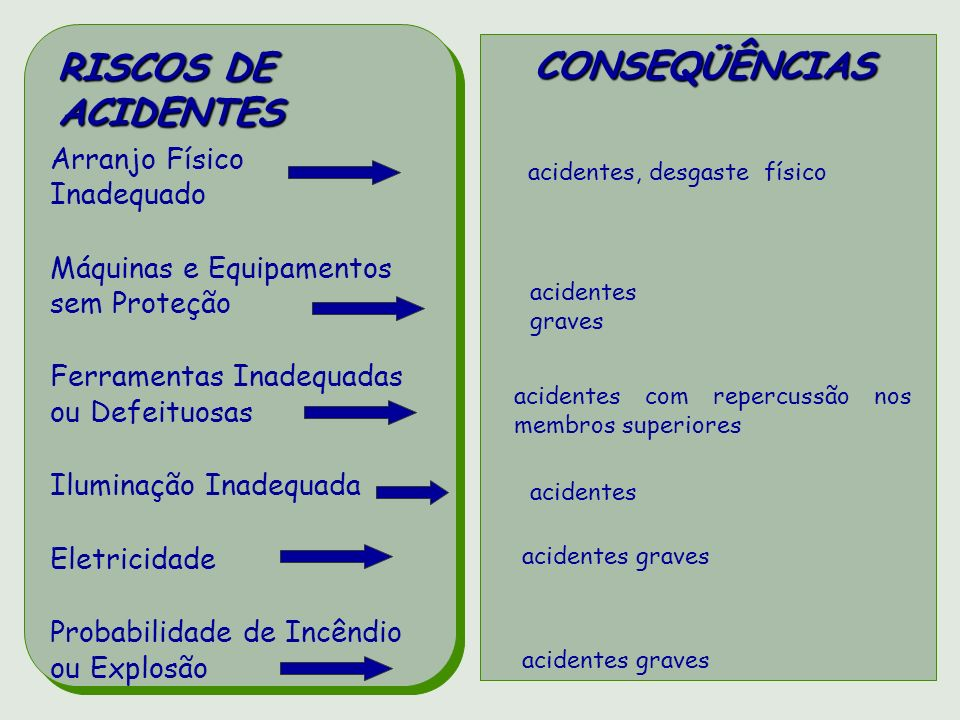 RISCOS DE
ACIDENTES
Arranjo Físico
Inadequado
Máquinas e Equipamentos
sem Proteção
Ferramentas Inadequadas
ou Defeituosas
Iluminação Inadequada
Eletricidade
Probabilidade de Incêndio
ou Explosão
CONSEQÜÊNCIAS
acidentes, desgaste físico
acidentes
graves
acidentes com repercussão nos
membros superiores
acidentes
acidentes graves
acidentes graves